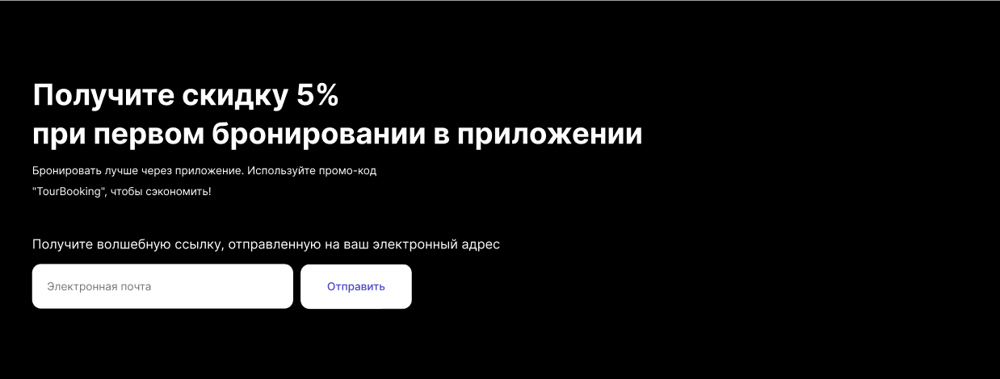 Получите скидку 5%
при первом бронировании в приложении
Бронировать лучше через приложение. Используйте промо-код
"TourBooking", чтобы сэкономить!
Получите волшебную ссылку, отправленную на ваш электронный адрес
Электронная почта
Отправить